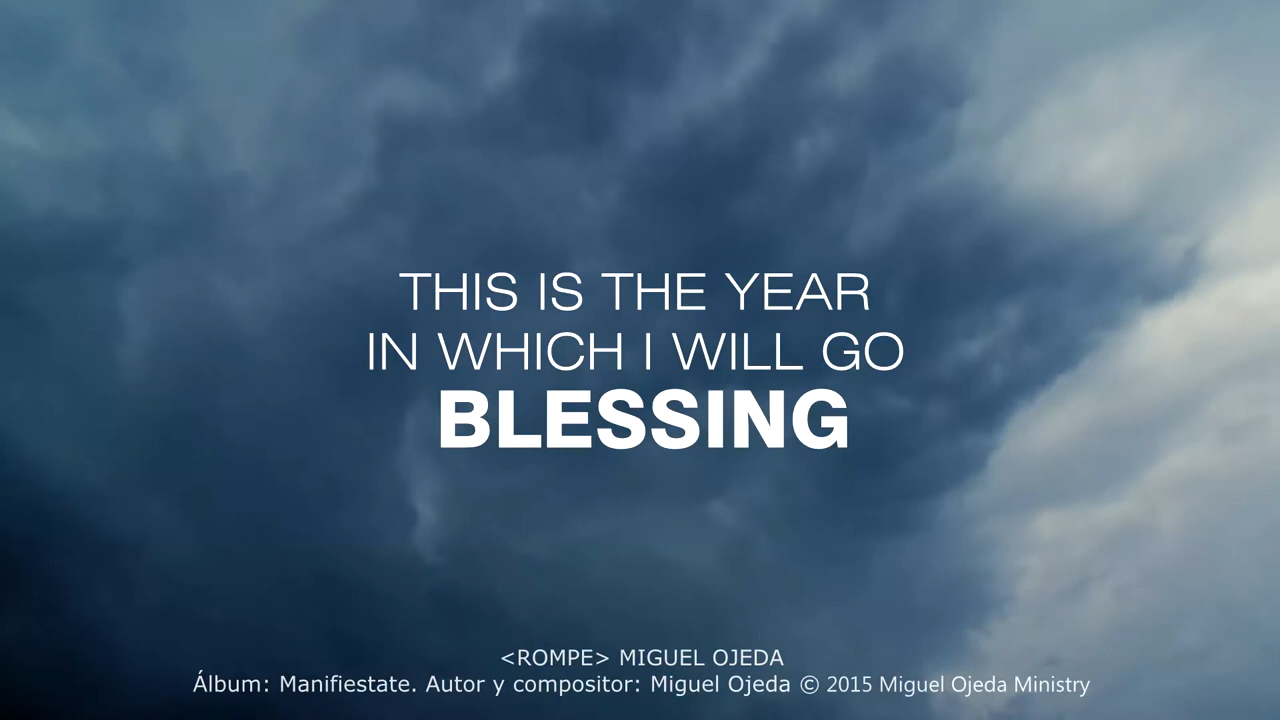 THIS IS THE YEAR
IN WHICH I WILL GO
BLESSING
<ROMPE> MIGUEL OJEDA
Álbum: Manifiestate. Autor y compositor: Miguel Ojeda © 2015 Miguel Ojeda Ministry